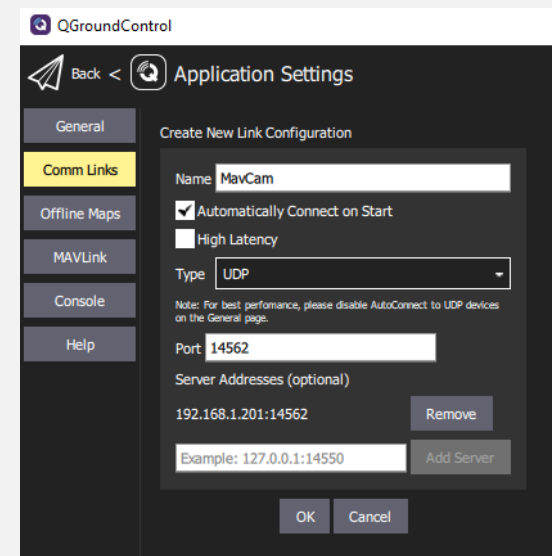 QGroundControl
Back < Application Settings
General
Comm Links
Offline Maps
MAVLink
Console
Help
Create New Link Configuration
Name MavCam
Automatically Connect on Start
High Latency
Type UDP
Note: For best perfomance, please disable AutoConnect to UDP devices
on the General page.
Port 14562
Server Addresses (optional)
192.168.1.201:14562 Remove
Example: 127.0.0.1:14550 Add Server
OK Cancel